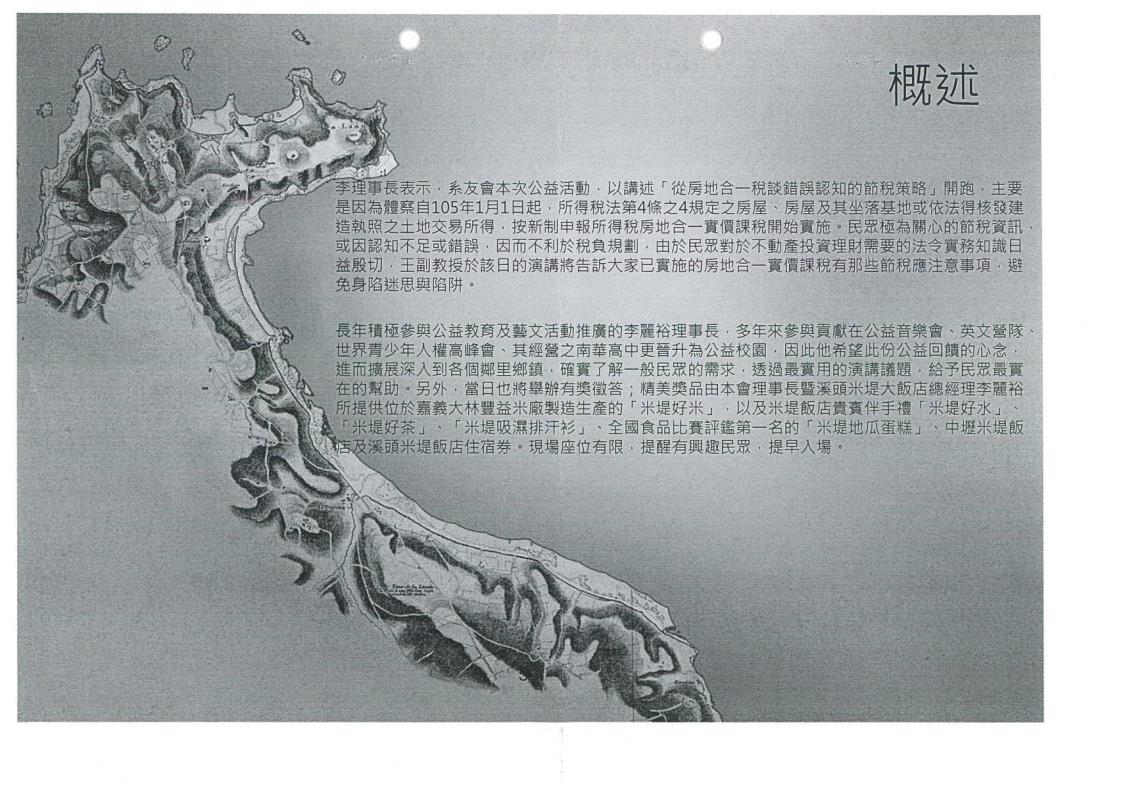 概述
李理事長表示，系友會本次公益活動，以講述「從房地合一稅談錯誤認知的節稅策略」開跑，主要
是因為體察自105年1月1日起，所得稅法第4條之4規定之房屋、房屋及其坐落基地或依法得核發建
造執照之土地交易所得，按新制申報所得稅房地合一實價課稅開始實施。民眾極為關心的節稅資訊，
或因認知不足或錯誤，因而不利於稅負規劃，由於民眾對於不動產投資理財需要的法令實務知識日
益殷切，王副教授於該日的演講將告訴大家已實施的房地合一實價課稅有那些節稅應注意事項，避
免身陷迷思與陷阱。
長年積極參與公益教育及藝文活動推廣的李麗裕理事長，多年來參與貢獻在公益音樂會、英文營隊、
世界青少年人權高峰會、其經營之南華高中更晉升為公益校園，因此他希望此份公益回饋的心念，
進而擴展深入到各個鄰里鄉鎮，確實了解一般民眾的需求，透過最實用的演講議題，給予民眾最實
在的幫助。另外，當日也將舉辦有獎徵答；精美獎品由本會理事長暨溪頭米堤大飯店總經理李麗裕
所提供位於嘉義大林豐益米廠製造生產的「米堤好米」，以及米堤飯店貴賓伴手禮「米堤好水」、
「米堤好茶」、「米堤吸濕排汗衫」、全國食品比賽評鑑第一名的「米堤地瓜蛋糕」、中壢米堤飯
店及溪頭米堤飯店住宿券。現場座位有限，提醒有興趣民眾，提早入場。